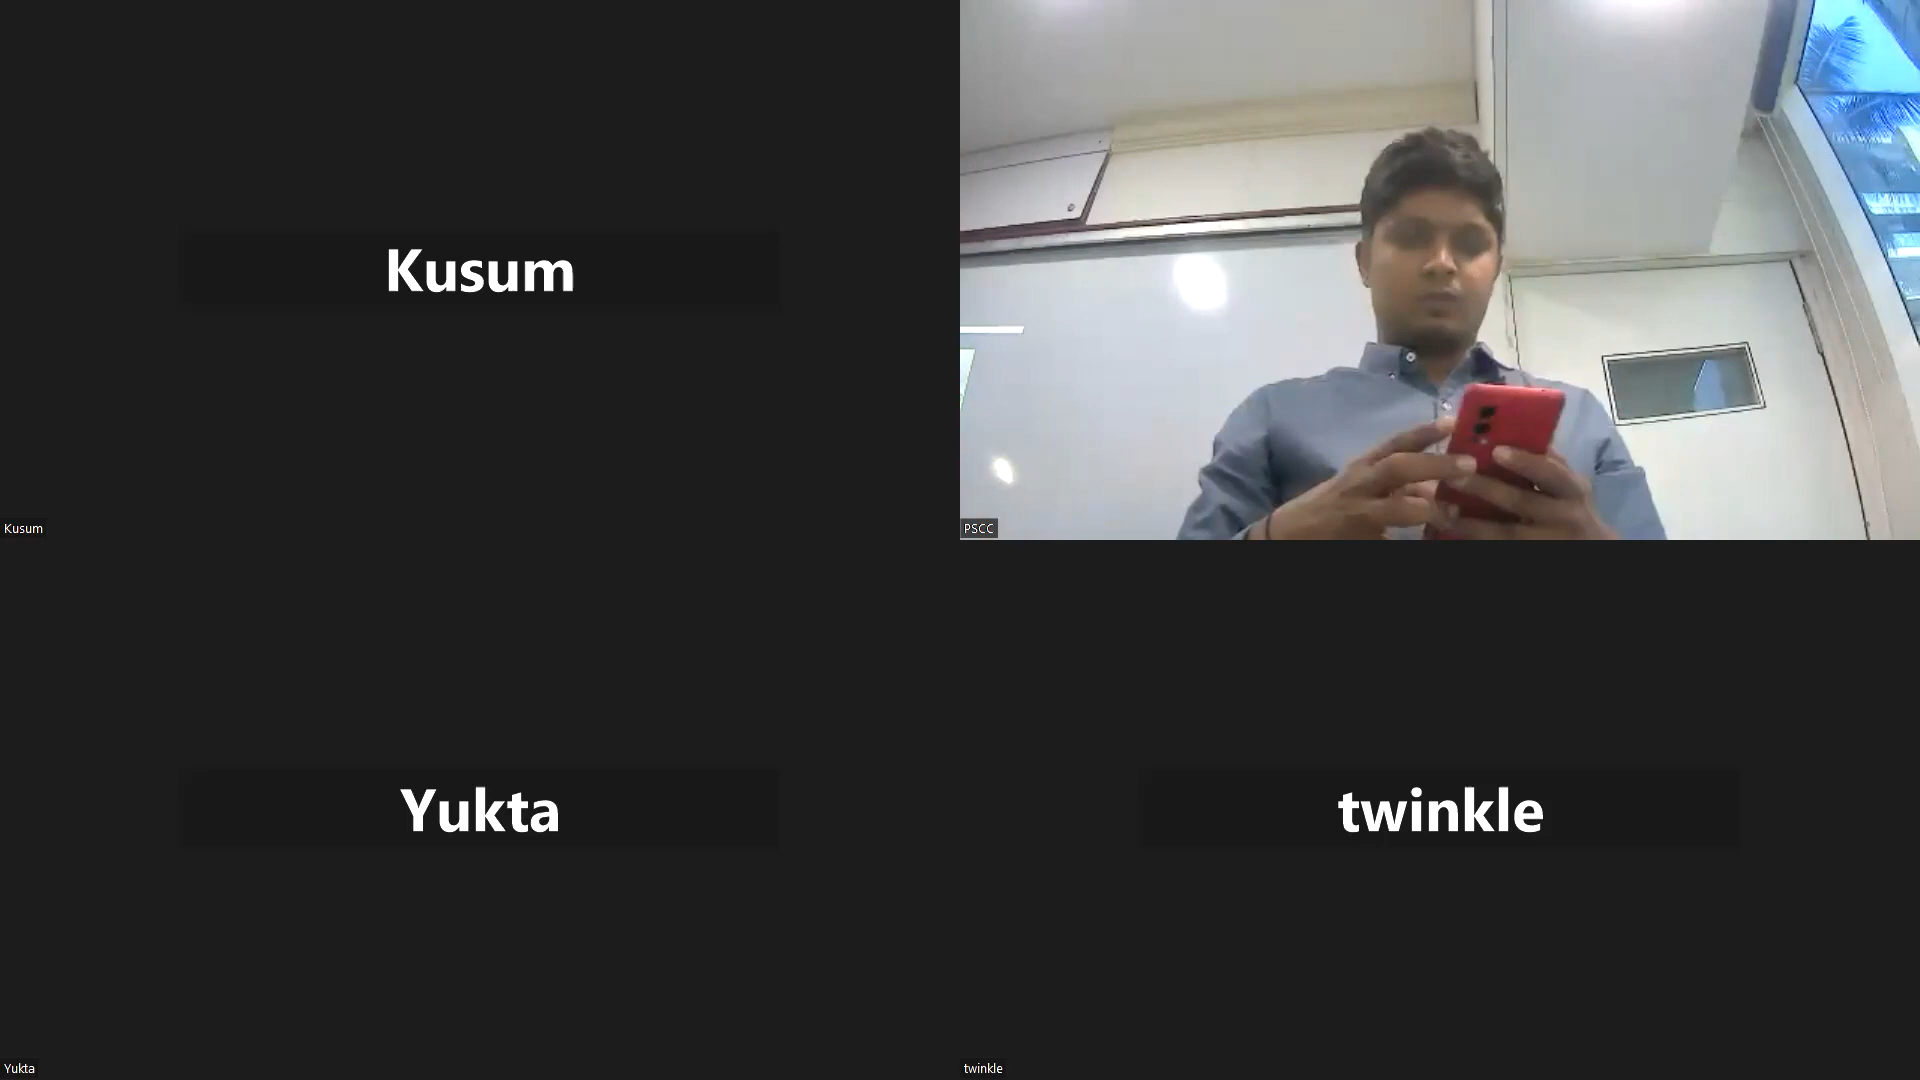 Kusum
Kusum
PSCC
Yukta
twinkle
Yukta
twinkle